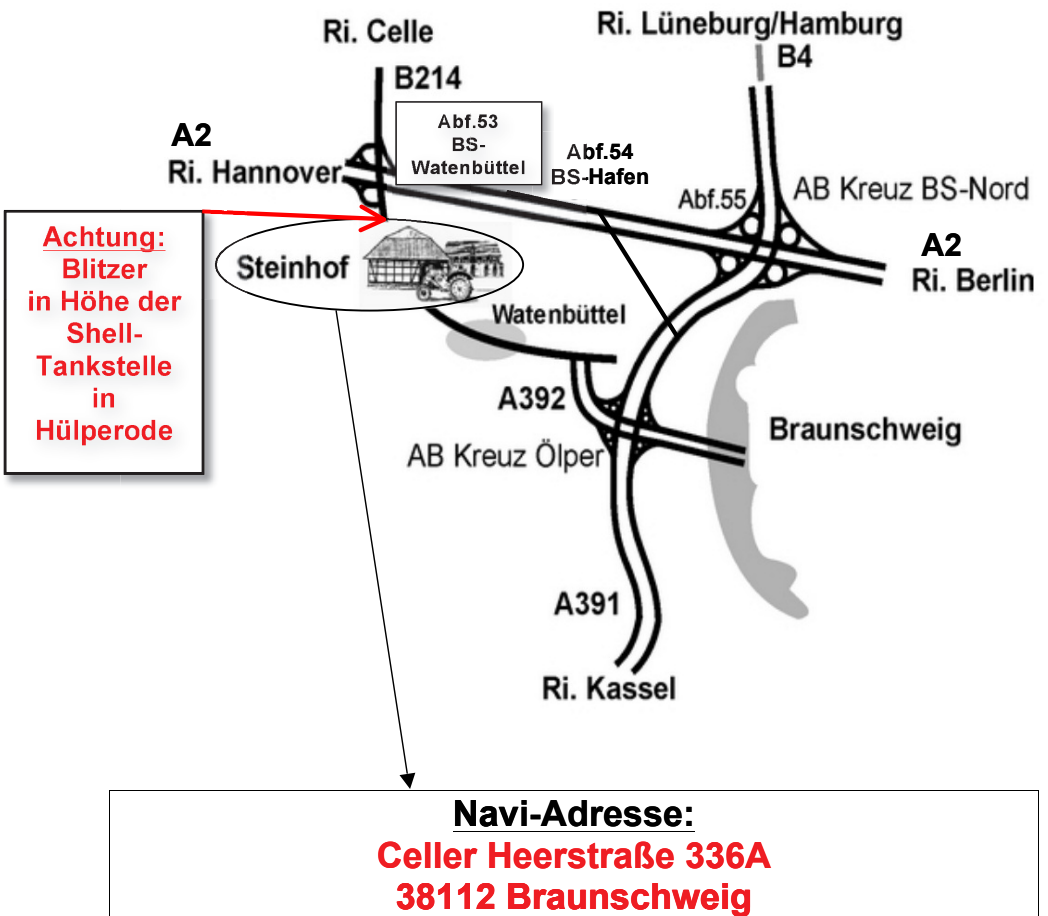 Ri. Celle
B214
Ri. Lüneburg/Hamburg
B4
A2
Ri. Hannover
Abf.53
BS-
Watenbüttel
Abf.54
BS-Hafen
Abf.55
AB Kreuz BS-Nord
A2
Ri. Berlin
Achtung:
Blitzer
in Höhe der
Shell-
Tankstelle
in
Hülperode
Steinhof
Watenbüttel
A392
AB Kreuz Ölper
Braunschweig
A391
Ri. Kassel
Navi-Adresse:
Celler Heerstraße 336A
38112 Braunschweig